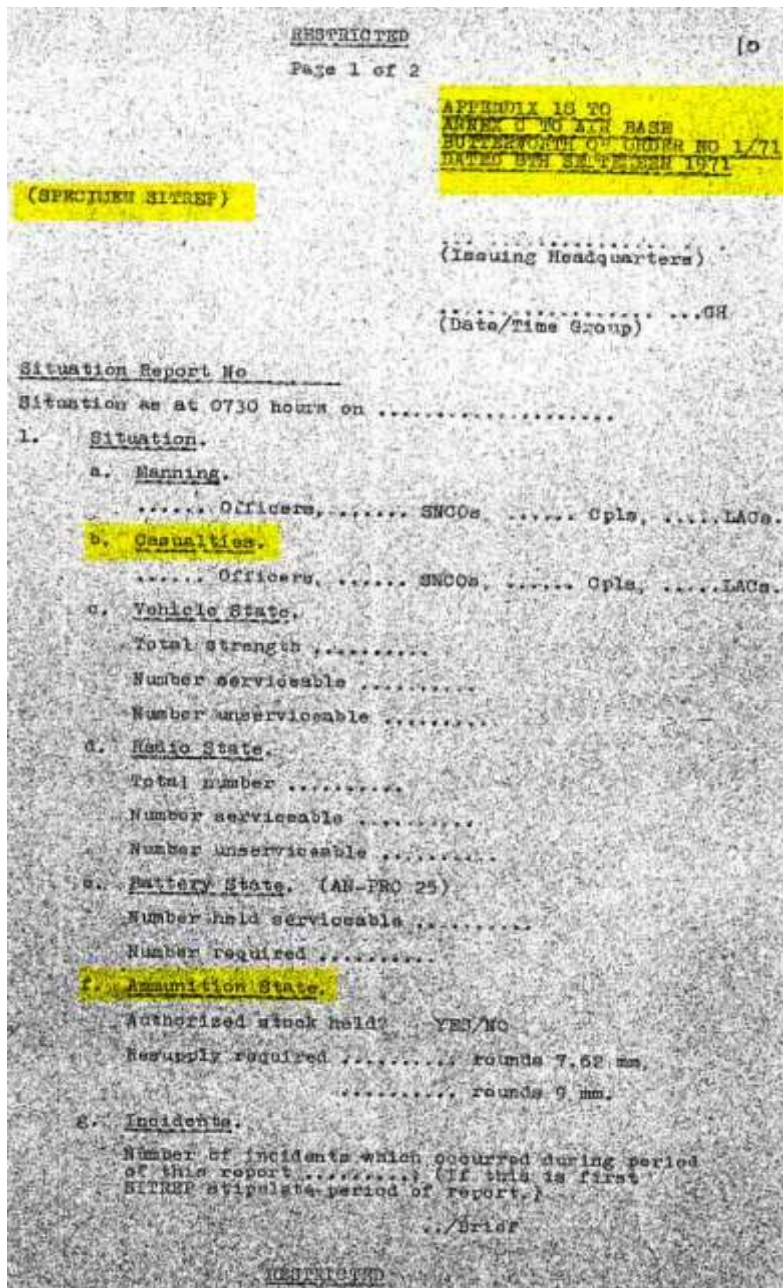 RESTRICTED
10
Page 1 of 2
APPENDIX 18 TO
ANNEX C TO AIR BASE
BUTTERWORTH OP ORDER NO 1/71
DATED 8TH SEPTEMBER 1971
(SPECIMEN SITREP)
... ................. ..
(Issuing Headquarters)
.................. ...GH
(Date/Time Group)
Situation Report No
Situation as at 0730 hours on ....................
1. Situation.
a. Manning.
...... Officers, ...... SNCOs, ...... Cpls, .....LACs.
b. Casualties.
...... Officers, ...... SNCOs, ...... Cpls, .....LACs.
c. Vehicle State.
Total strength ..........
Number serviceable ..........
Number unserviceable ..........
d. Radio State.
Total number ..........
Number serviceable ..........
Number unserviceable ..........
e. Battery State. (AN-PRC 25)
Number held serviceable ..........
Number required ..........
f. Ammunition State.
Authorized stock held? YES/NO
Resupply required .......... rounds 7.62 mm.
.......... rounds 9 mm.
g. Incidents.
Number of incidents which occurred during period
of this report .......... (If this is first
SITREP stipulate period of report.)
../Brief
RESTRICTED